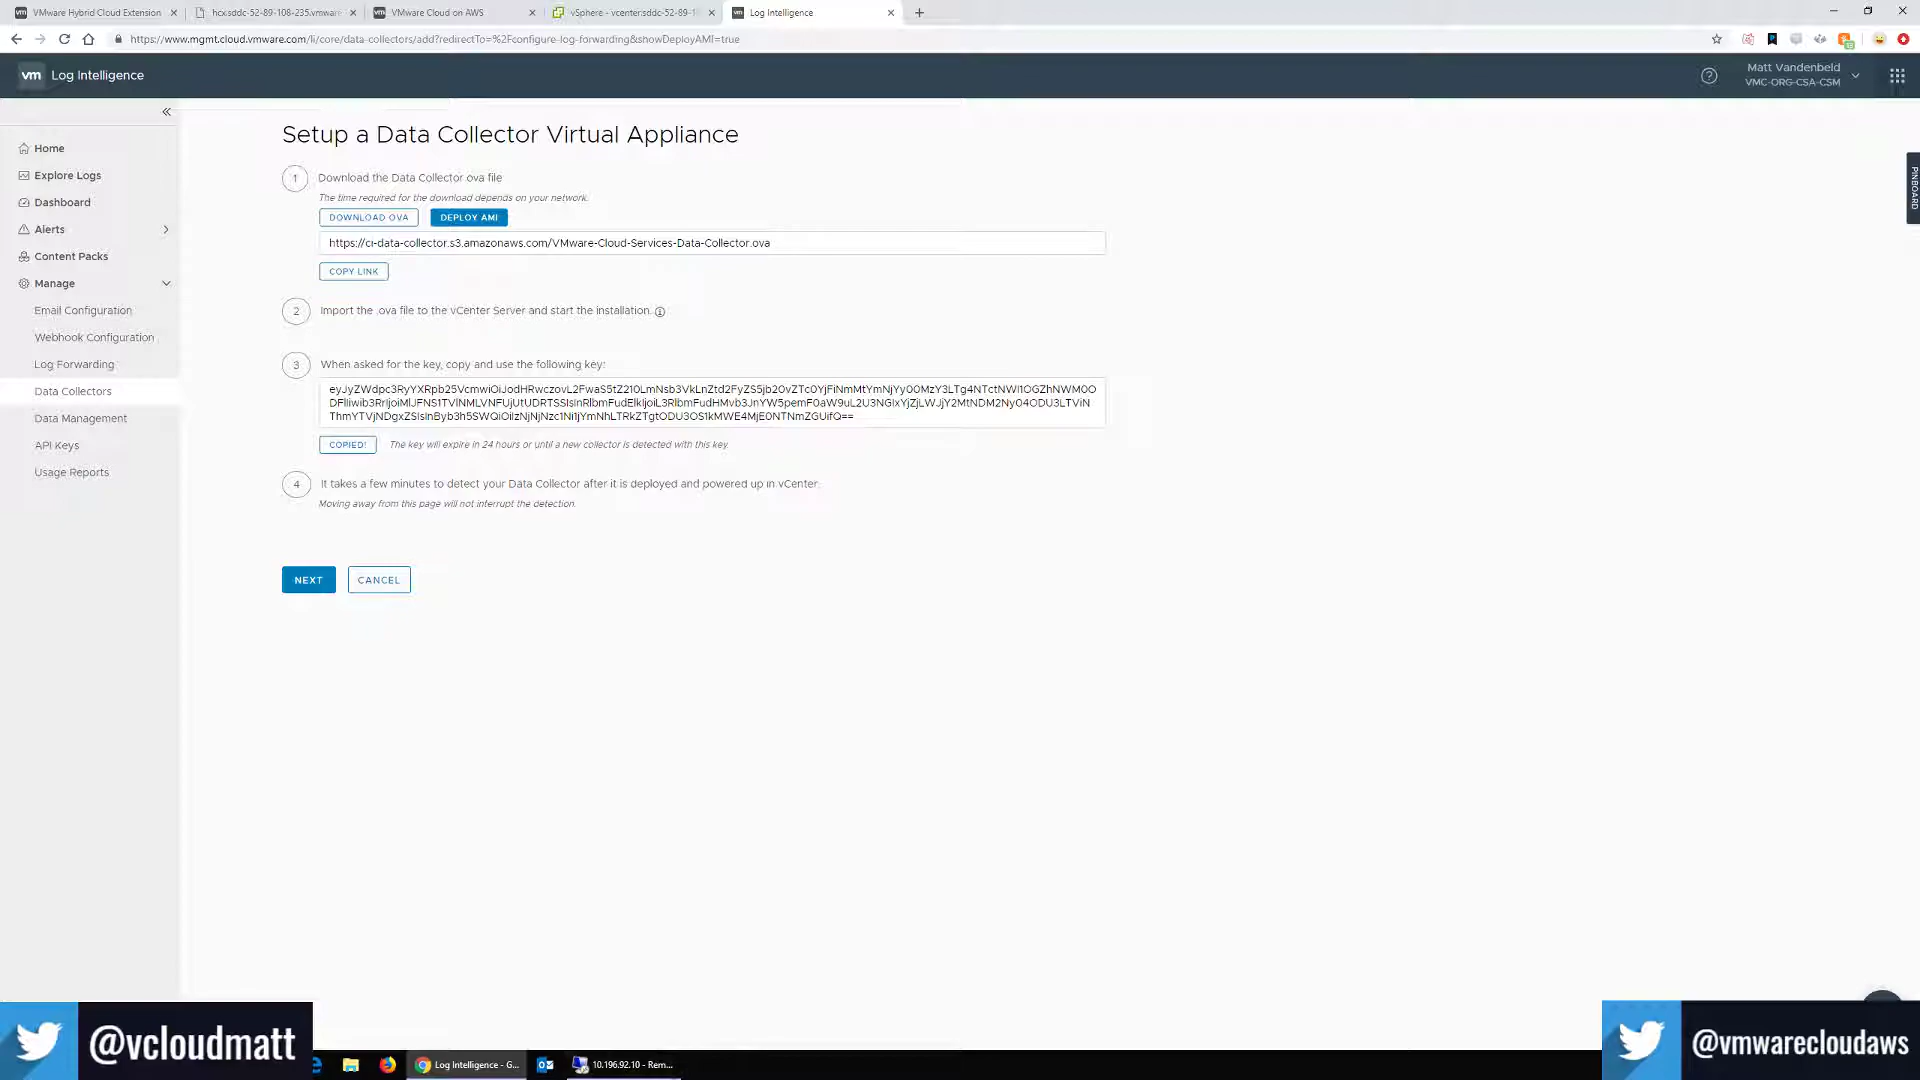 VMware Hybrid Cloud Extension
hcx.sddc-52-89-108-235.vmware
VMware Cloud on AWS
vSphere - vcenter.sddc-52-89-1
Log Intelligence
https://www.mgmt.cloud.vmware.com/li/core/data-collectors/add?redirectTo=%2Fconfigure-log-forwarding&showDeployAMI=true
vm Log Intelligence
Matt Vandenbeld
VMC-ORG-CSA-CSM
Home
Explore Logs
Dashboard
Alerts
Content Packs
Manage
Email Configuration
Webhook Configuration
Log Forwarding
Data Collectors
Data Management
API Keys
Usage Reports
Setup a Data Collector Virtual Appliance
1 Download the Data Collector ova file
The time required for the download depends on your network.
DOWNLOAD OVA DEPLOY AMI
https://ci-data-collector.s3.amazonaws.com/VMware-Cloud-Services-Data-Collector.ova
COPY LINK
2 Import the .ova file to the vCenter Server and start the installation.
3 When asked for the key, copy and use the following key:
COPIED! The key will expire in 24 hours or until a new collector is detected with this key.
4 It takes a few minutes to detect your Data Collector after it is deployed and powered up in vCenter.
Moving away from this page will not interrupt the detection.
NEXT CANCEL
PINBOARD
@vcloudmatt
Log Intelligence - G...
10.196.92.10 - Rem...
@vmwarecloudaws